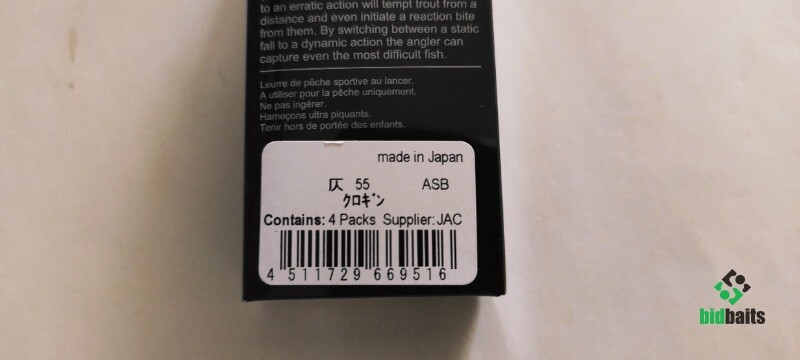 to an erratic action will tempt trout from a
distance and even initiate a reaction bite
from them. By switching between a static
fall to a dynamic action the angler can
capture even the most difficult fish.
Leurre de pêche sportive au lancer.
A utiliser pour la pêche uniquement.
Ne pas ingérer.
Hameçons ultra piquants.
Tenir hors de portée des enfants.
made in Japan
仄 55 ASB
クロギン
Contains: 4 Packs Supplier: JAC
4 511729 669516
bidbaits